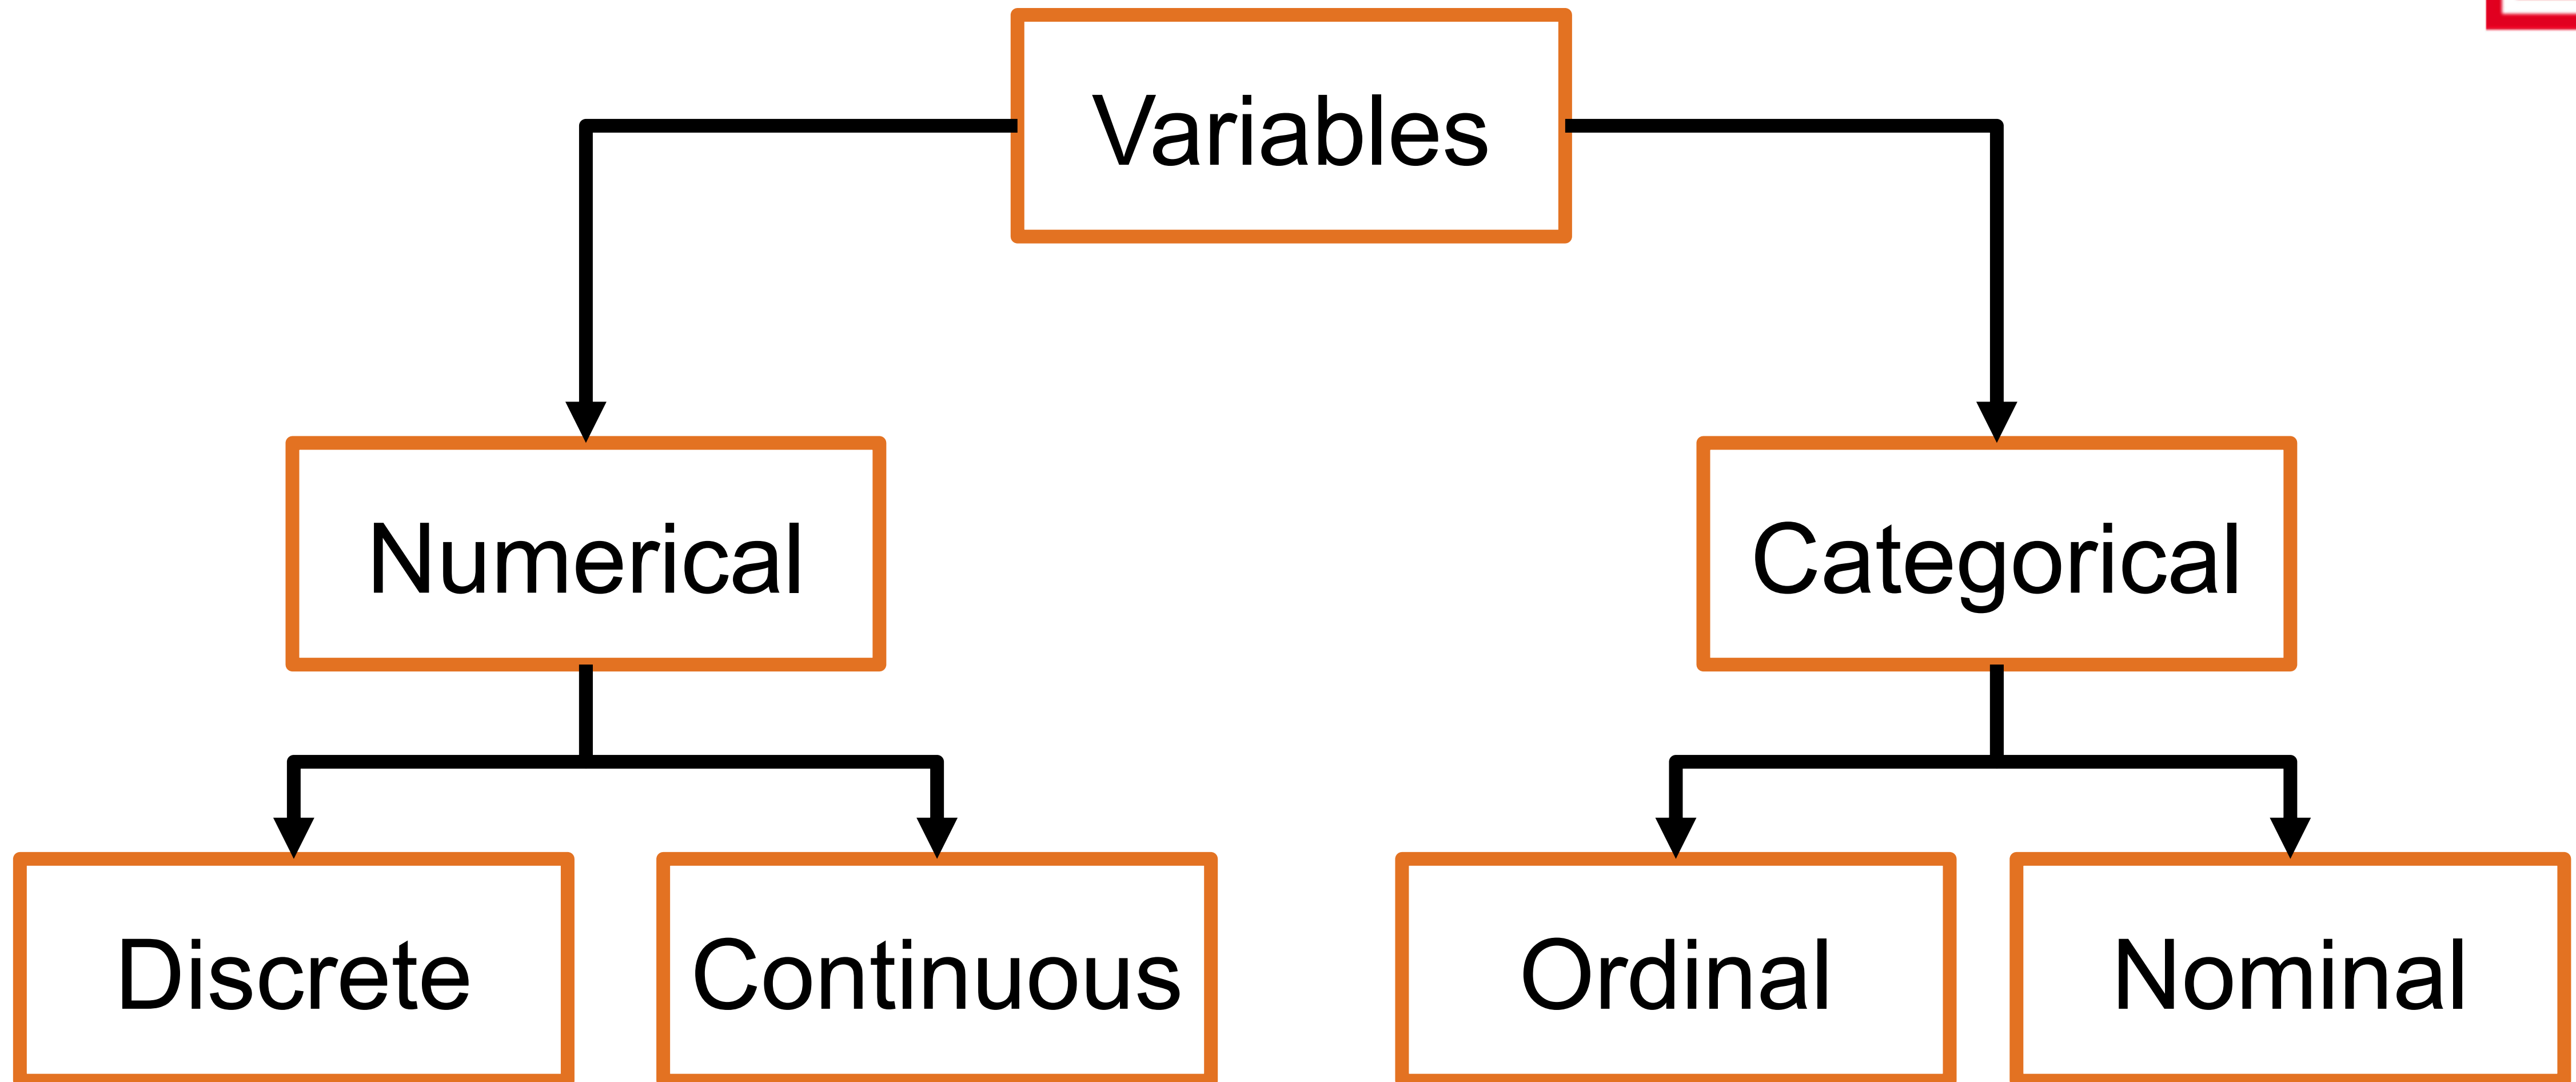 Variables
Numerical
Categorical
Discrete
Continuous
Ordinal
Nominal